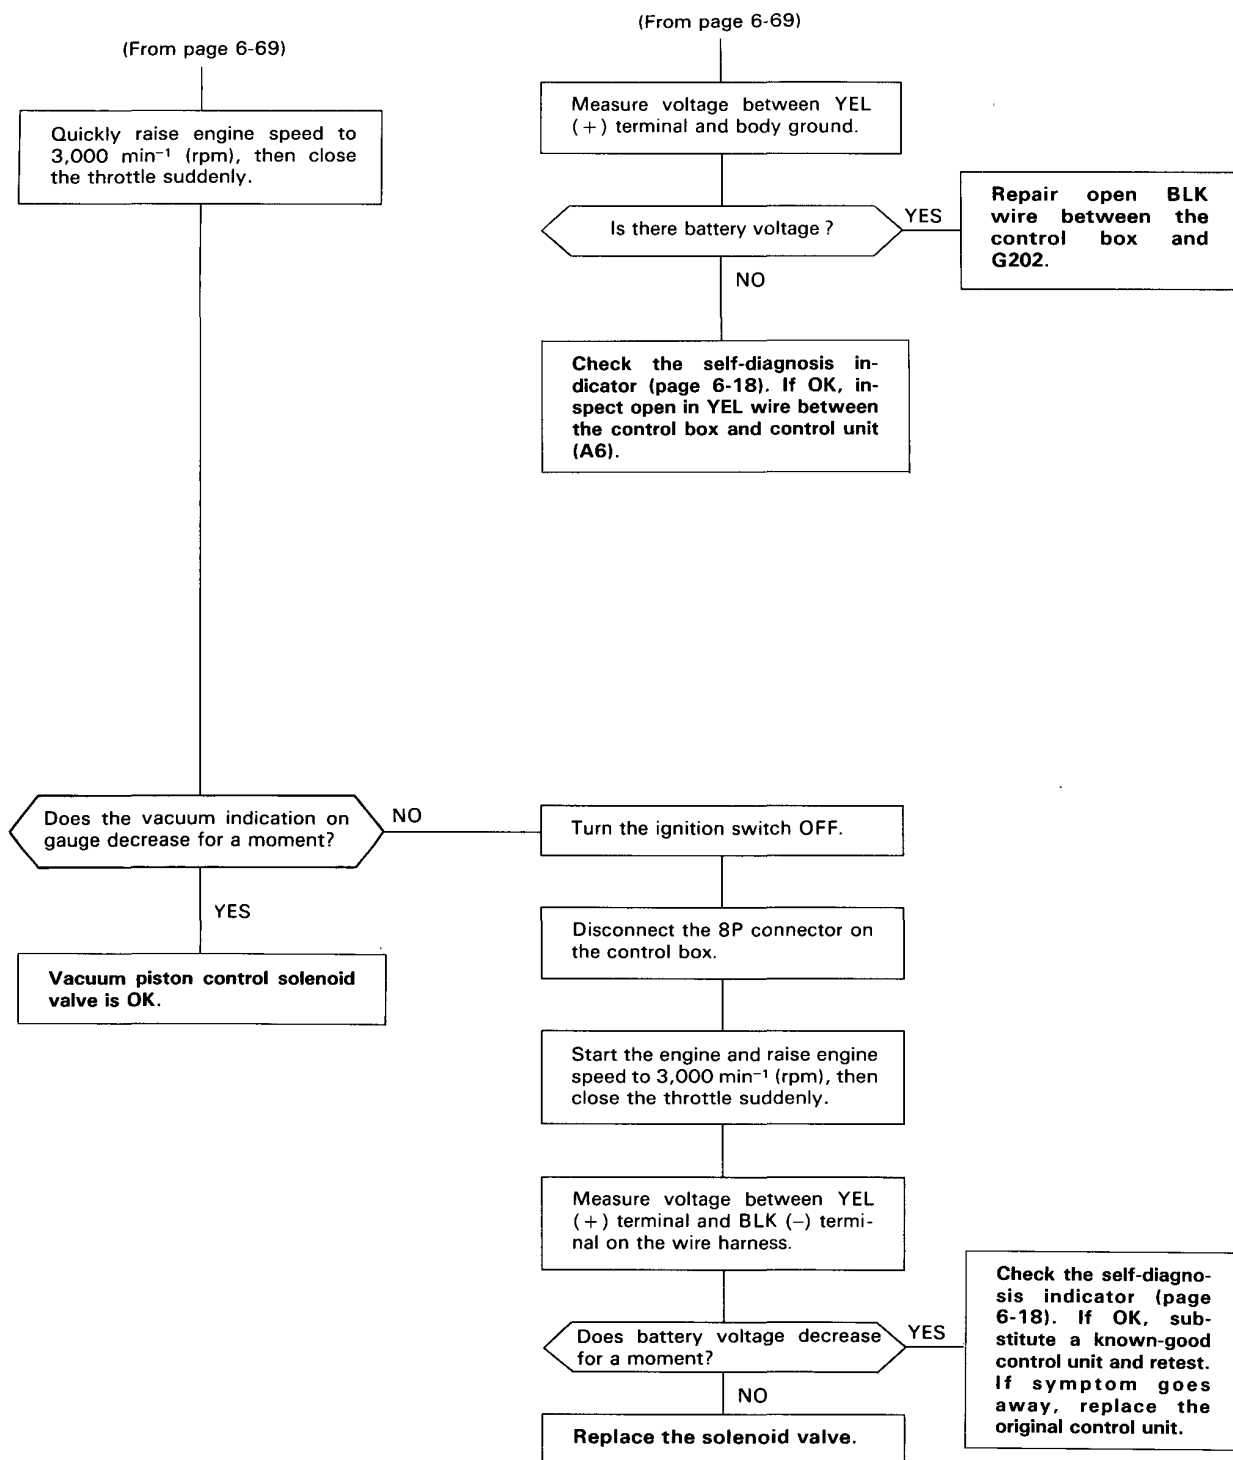 (From page 6-69)
Quickly raise engine speed to
3,000 min⁻¹ (rpm), then close
the throttle suddenly.
(From page 6-69)
Measure voltage between YEL
(+) terminal and body ground.
Is there battery voltage?
YES
Repair open BLK
wire between the
control box and
G202.
NO
Check the self-diagnosis in-
dicator (page 6-18). If OK, in-
spect open in YEL wire between
the control box and control unit
(A6).
Does the vacuum indication on
gauge decrease for a moment?
NO
YES
Vacuum piston control solenoid
valve is OK.
Turn the ignition switch OFF.
Disconnect the 8P connector on
the control box.
Start the engine and raise engine
speed to 3,000 min⁻¹ (rpm), then
close the throttle suddenly.
Measure voltage between YEL
(+) terminal and BLK (–) termi-
nal on the wire harness.
Does battery voltage decrease
for a moment?
YES
Check the self-diagno-
sis indicator (page
6-18). If OK, sub-
stitute a known-good
control unit and retest.
If symptom goes
away, replace the
original control unit.
NO
Replace the solenoid valve.